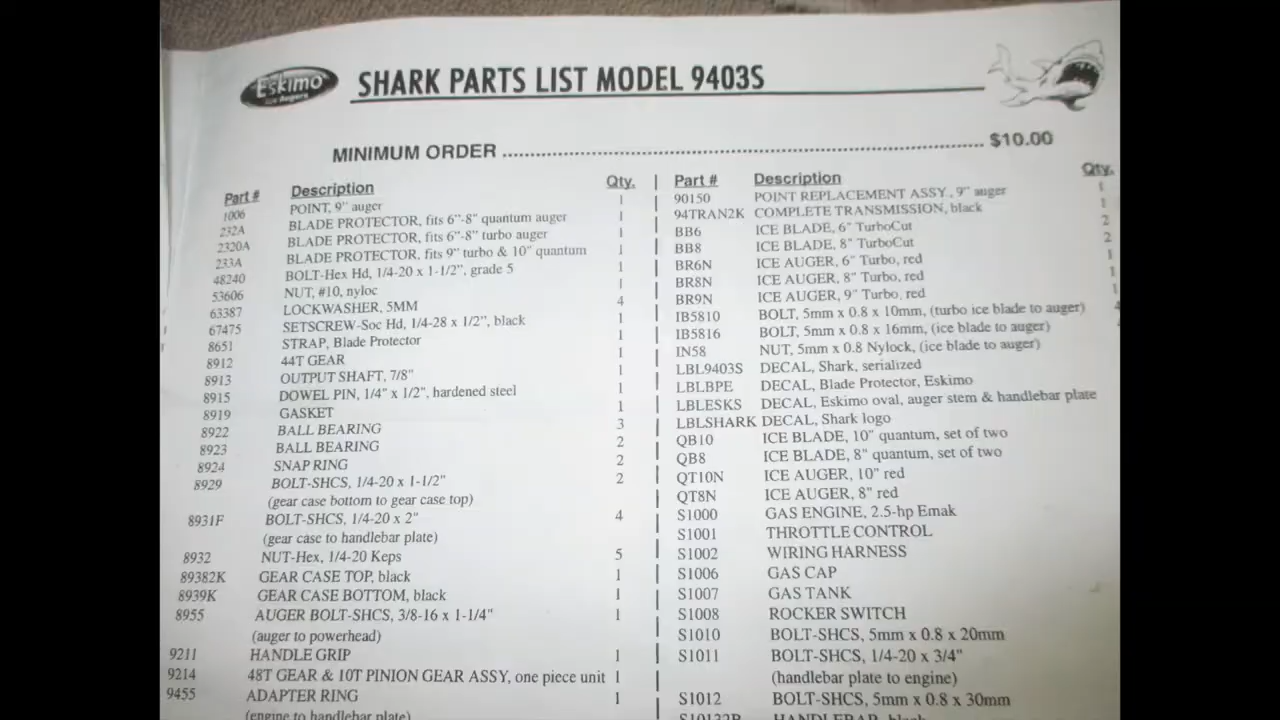 Eskimo
Ice Augers
SHARK PARTS LIST MODEL 9403S
MINIMUM ORDER ........ $10.00
Part # Description Qty.
1006 POINT, 9" auger 1
232A BLADE PROTECTOR, fits 6"-8" quantum auger 1
2320A BLADE PROTECTOR, fits 6"-8" turbo auger 1
233A BLADE PROTECTOR, fits 9" turbo & 10" quantum 1
48240 BOLT-Hex Hd, 1/4-20 x 1-1/2", grade 5 1
53606 NUT, #10, nyloc 1
63387 LOCKWASHER, 5MM 4
67475 SETSCREW-Soc Hd, 1/4-28 x 1/2", black 1
8651 STRAP, Blade Protector 1
8912 44T GEAR 1
8913 OUTPUT SHAFT, 7/8" 1
8915 DOWEL PIN, 1/4" x 1/2", hardened steel 1
8919 GASKET 1
8922 BALL BEARING 3
8923 BALL BEARING 2
8924 SNAP RING 2
8929 BOLT-SHCS, 1/4-20 x 1-1/2" 2
(gear case bottom to gear case top)
8931F BOLT-SHCS, 1/4-20 x 2" 4
(gear case to handlebar plate)
8932 NUT-Hex, 1/4-20 Keps 5
89382K GEAR CASE TOP, black 1
8939K GEAR CASE BOTTOM, black 1
8955 AUGER BOLT-SHCS, 3/8-16 x 1-1/4" 1
(auger to powerhead)
9211 HANDLE GRIP 1
9214 48T GEAR & 10T PINION GEAR ASSY, one piece unit 1
9455 ADAPTER RING 1
(engine to handlebar plate)
Part # Description Qty.
90150 POINT REPLACEMENT ASSY., 9" auger 1
94TRAN2K COMPLETE TRANSMISSION, black 1
BB6 ICE BLADE, 6" TurboCut 2
BB8 ICE BLADE, 8" TurboCut 2
BR6N ICE AUGER, 6" Turbo, red 1
BR8N ICE AUGER, 8" Turbo, red 1
BR9N ICE AUGER, 9" Turbo, red 1
IB5810 BOLT, 5mm x 0.8 x 10mm, (turbo ice blade to auger) 4
IB5816 BOLT, 5mm x 0.8 x 16mm, (ice blade to auger)
IN58 NUT, 5mm x 0.8 Nylock, (ice blade to auger)
LBL9403S DECAL, Shark, serialized
LBLBPE DECAL, Blade Protector, Eskimo
LBLESKS DECAL, Eskimo oval, auger stem & handlebar plate
LBLSHARK DECAL, Shark logo
QB10 ICE BLADE, 10" quantum, set of two
QB8 ICE BLADE, 8" quantum, set of two
QT10N ICE AUGER, 10" red
QT8N ICE AUGER, 8" red
S1000 GAS ENGINE, 2.5-hp Emak
S1001 THROTTLE CONTROL
S1002 WIRING HARNESS
S1006 GAS CAP
S1007 GAS TANK
S1008 ROCKER SWITCH
S1010 BOLT-SHCS, 5mm x 0.8 x 20mm
S1011 BOLT-SHCS, 1/4-20 x 3/4"
(handlebar plate to engine)
S1012 BOLT-SHCS, 5mm x 0.8 x 30mm
HANDLEBAR, black